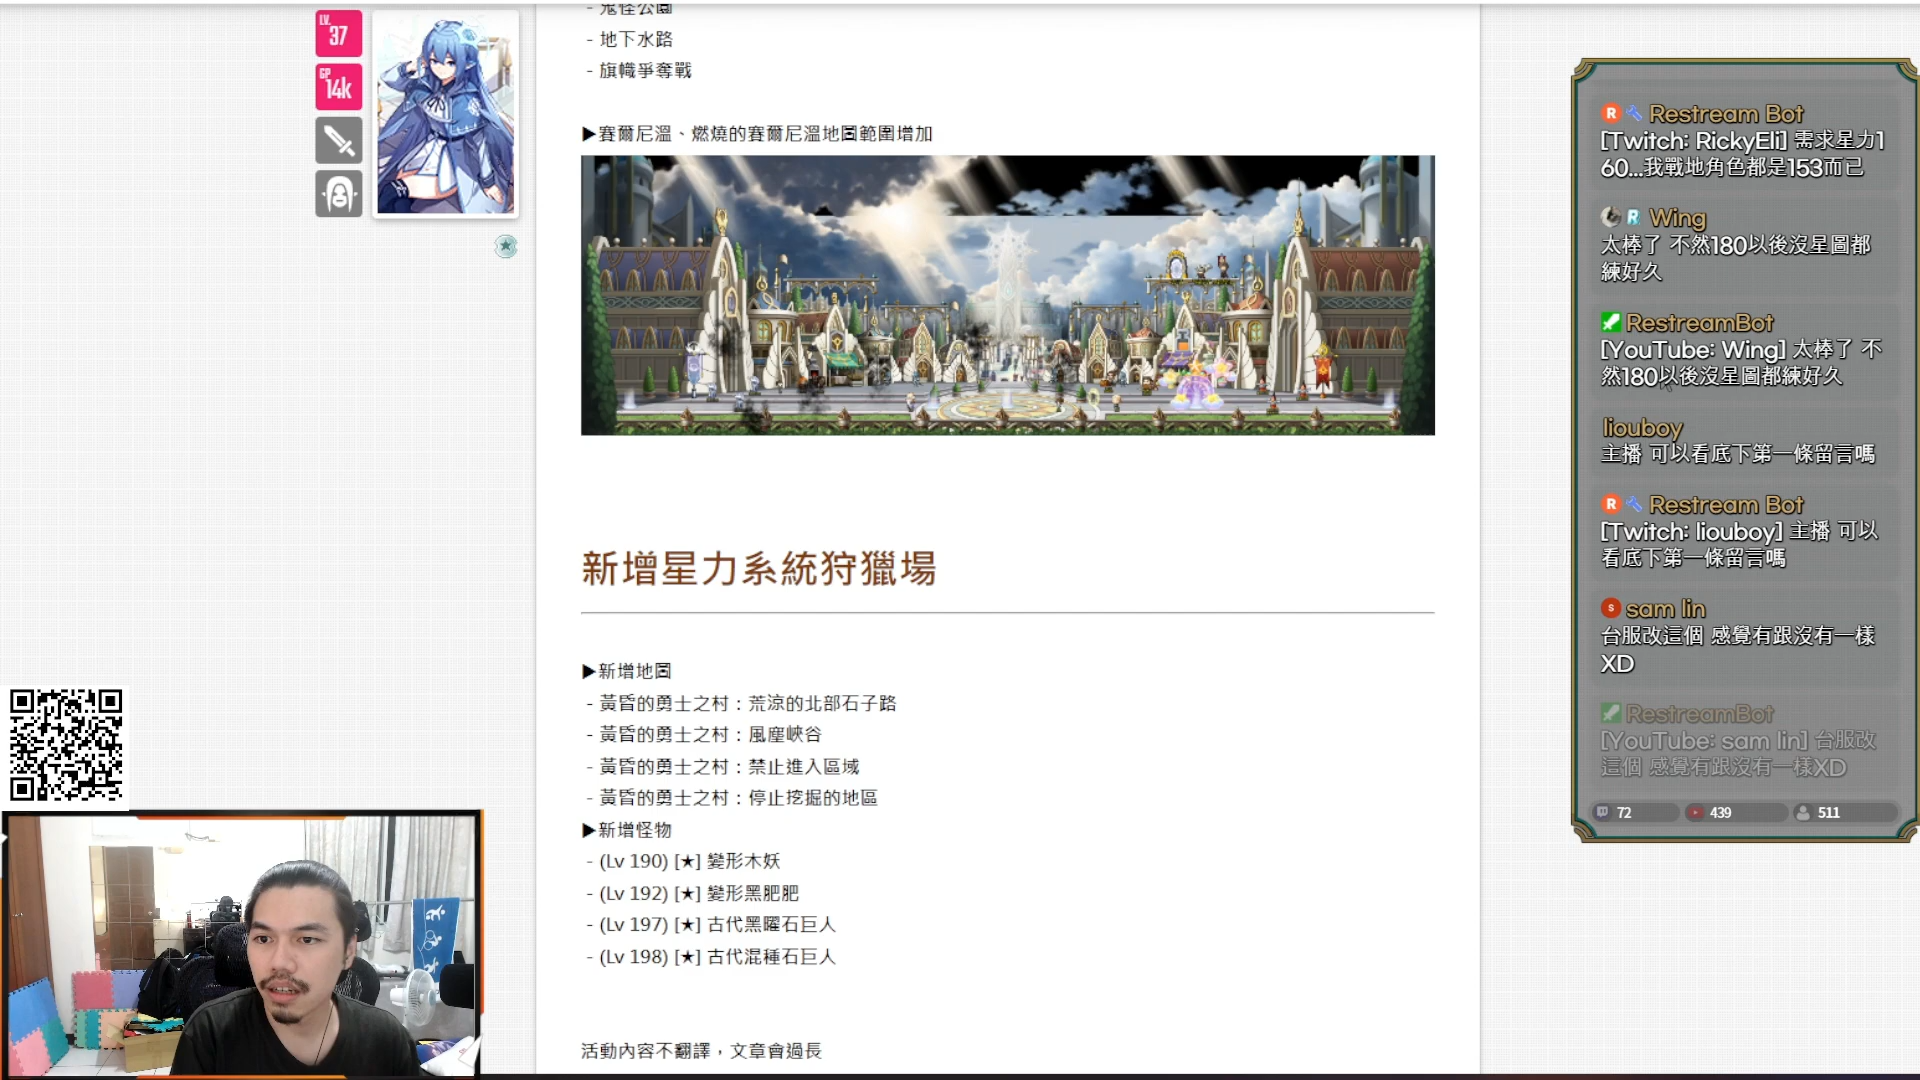 LV. 37
GP 14k
- 鬼怪公園
- 地下水路
- 旗幟爭奪戰
▶賽爾尼溫、燃燒的賽爾尼溫地圖範圍增加
新增星力系統狩獵場
▶新增地圖
- 黃昏的勇士之村：荒涼的北部石子路
- 黃昏的勇士之村：風塵峽谷
- 黃昏的勇士之村：禁止進入區域
- 黃昏的勇士之村：停止挖掘的地區
▶新增怪物
- (Lv 190) [★] 變形木妖
- (Lv 192) [★] 變形黑肥肥
- (Lv 197) [★] 古代黑曜石巨人
- (Lv 198) [★] 古代混種石巨人
活動內容不翻譯，文章會過長
Restream Bot
[Twitch: RickyEli] 需求星力1
60...我戰地角色都是153而已
Wing
太棒了 不然180以後沒星圖都
練好久
RestreamBot
[YouTube: Wing] 太棒了 不
然180以後沒星圖都練好久
liouboy
主播 可以看底下第一條留言嗎
Restream Bot
[Twitch: liouboy] 主播 可以
看底下第一條留言嗎
sam lin
台服改這個 感覺有跟沒有一樣
XD
RestreamBot
[YouTube: sam lin] 台服改
這個 感覺有跟沒有一樣XD
72 439 511